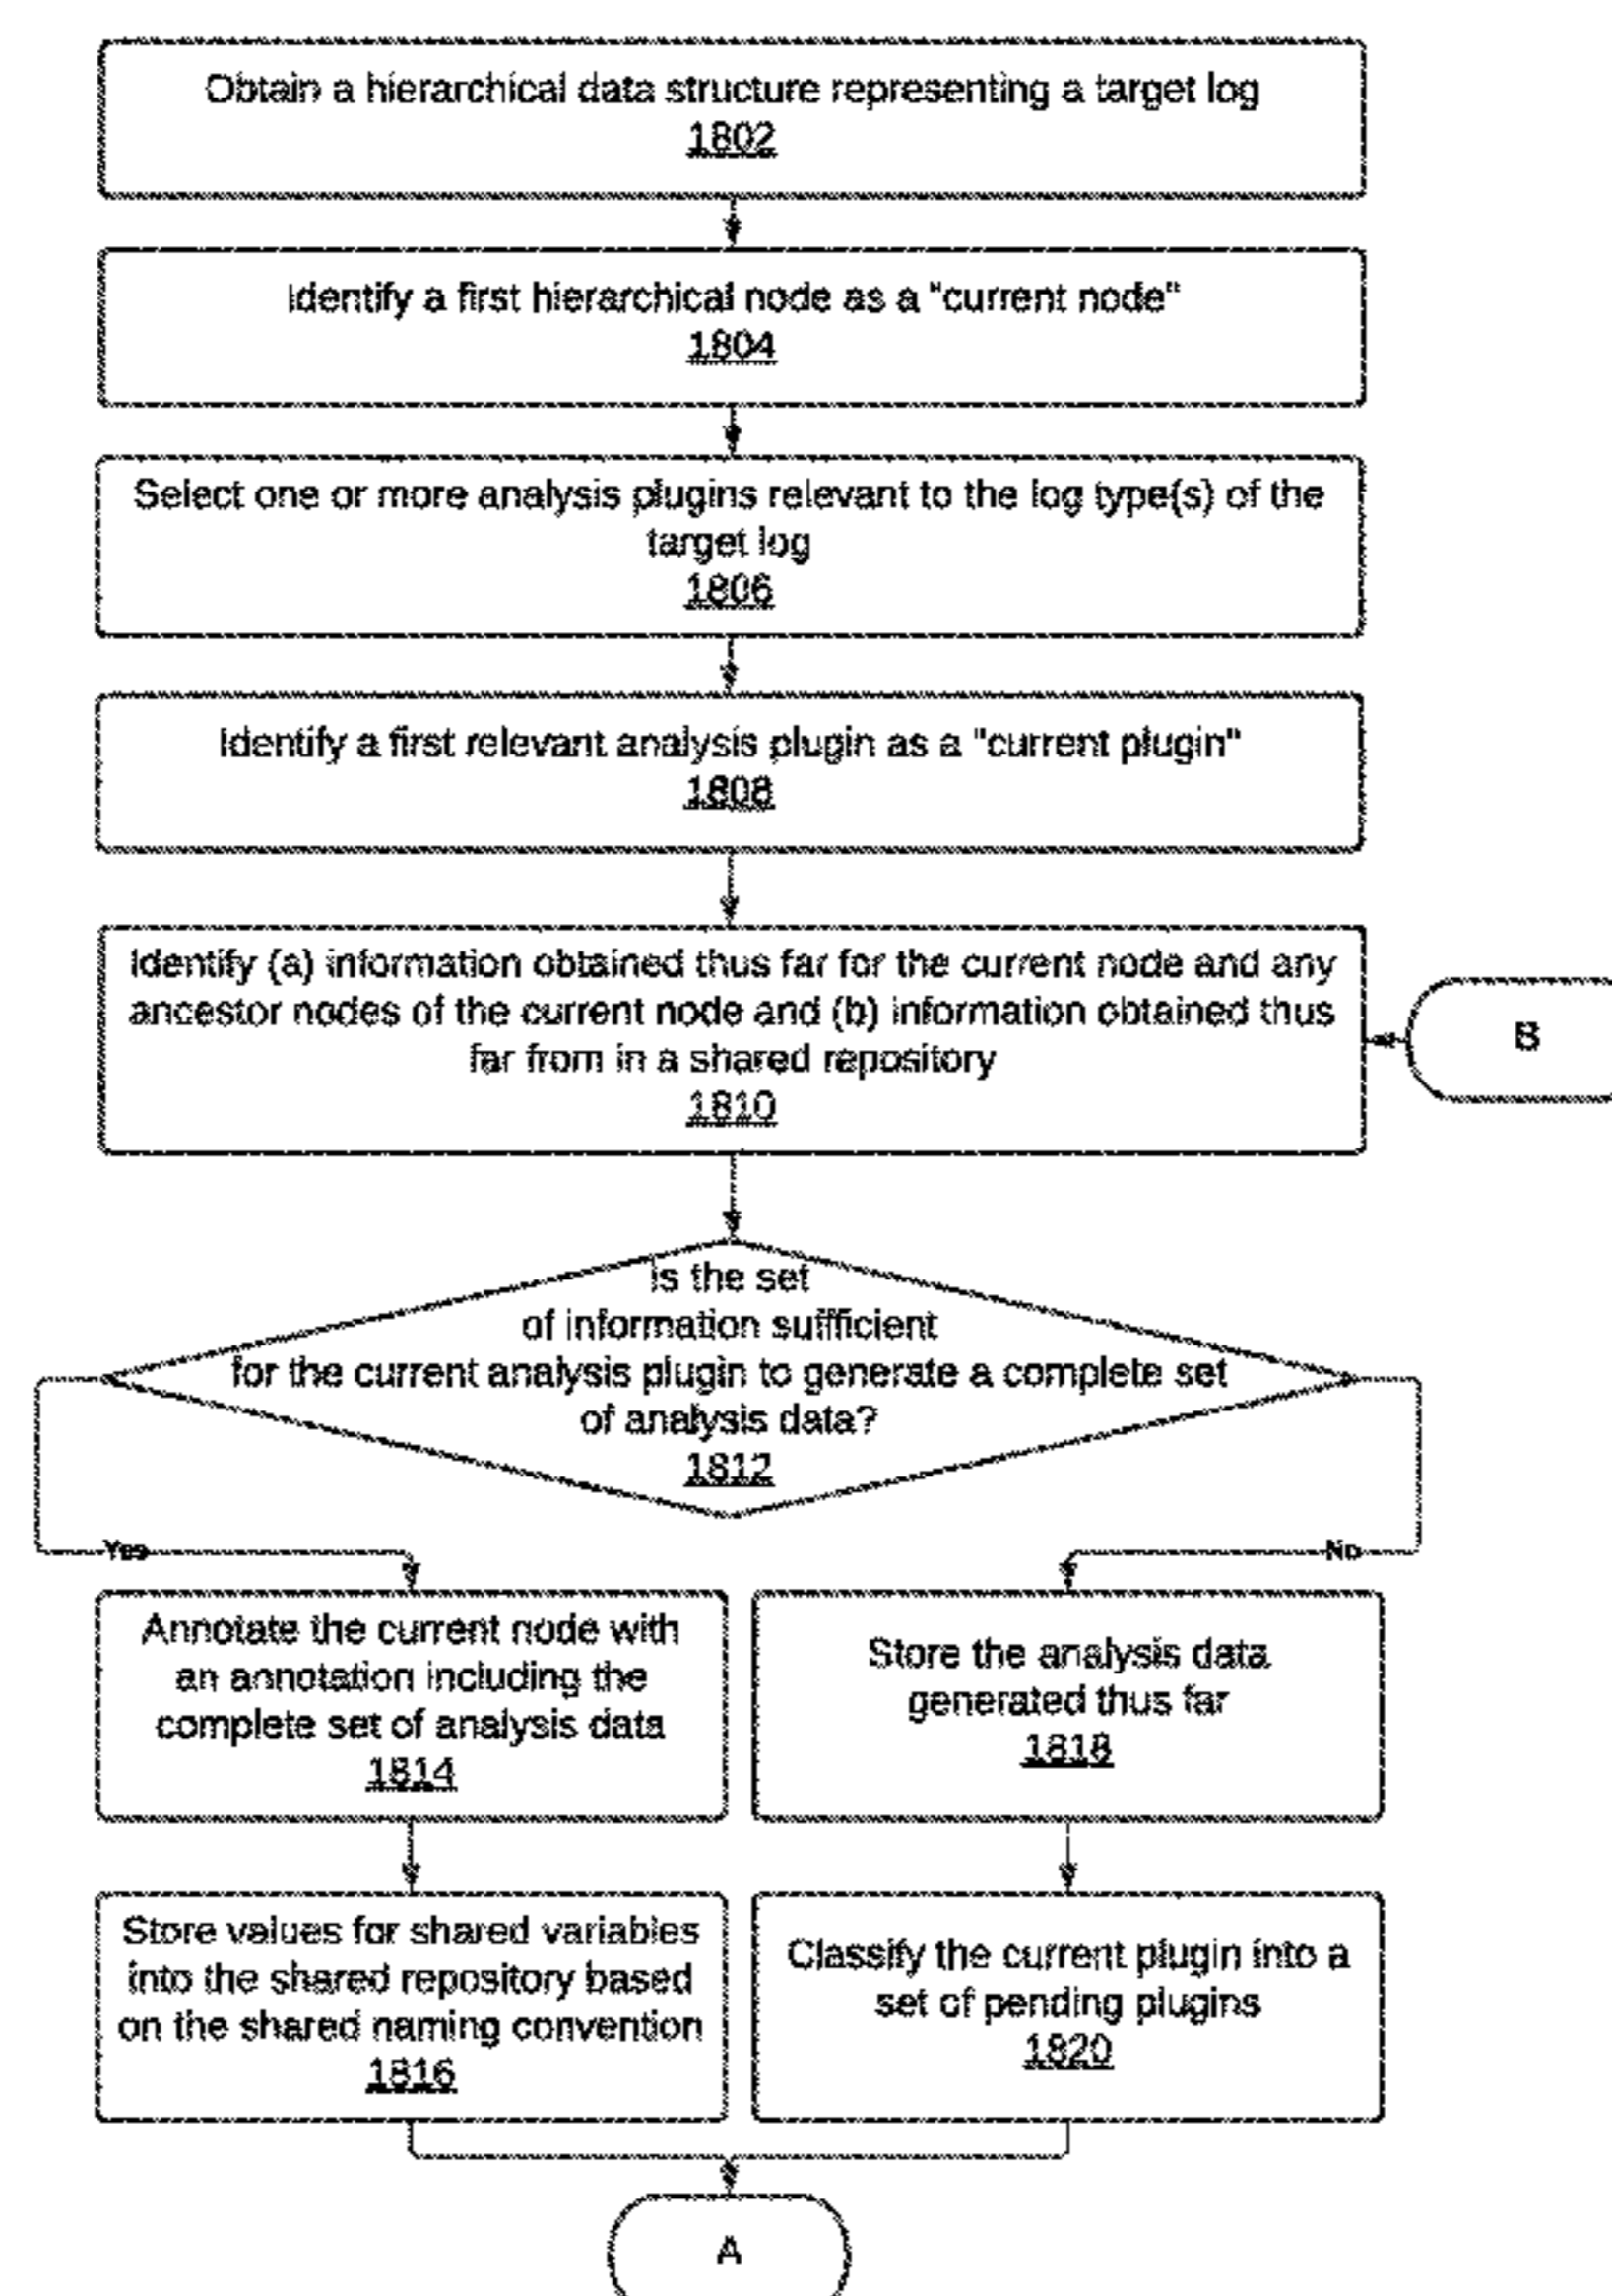 Obtain a hierarchical data structure representing a target log
1802
Identify a first hierarchical node as a "current node"
1804
Select one or more analysis plugins relevant to the log type(s) of the
target log
1806
Identify a first relevant analysis plugin as a "current plugin"
1808
Identify (a) information obtained thus far for the current node and any
ancestor nodes of the current node and (b) information obtained thus
far from in a shared repository
1810
B
Is the set
of information suffficient
for the current analysis plugin to generate a complete set
of analysis data?
1812
Yes
No
Annotate the current node with
an annotation including the
complete set of analysis data
1814
Store the analysis data
generated thus far
1818
Store values for shared variables
into the shared repository based
on the shared naming convention
1816
Classify the current plugin into a
set of pending plugins
1820
A